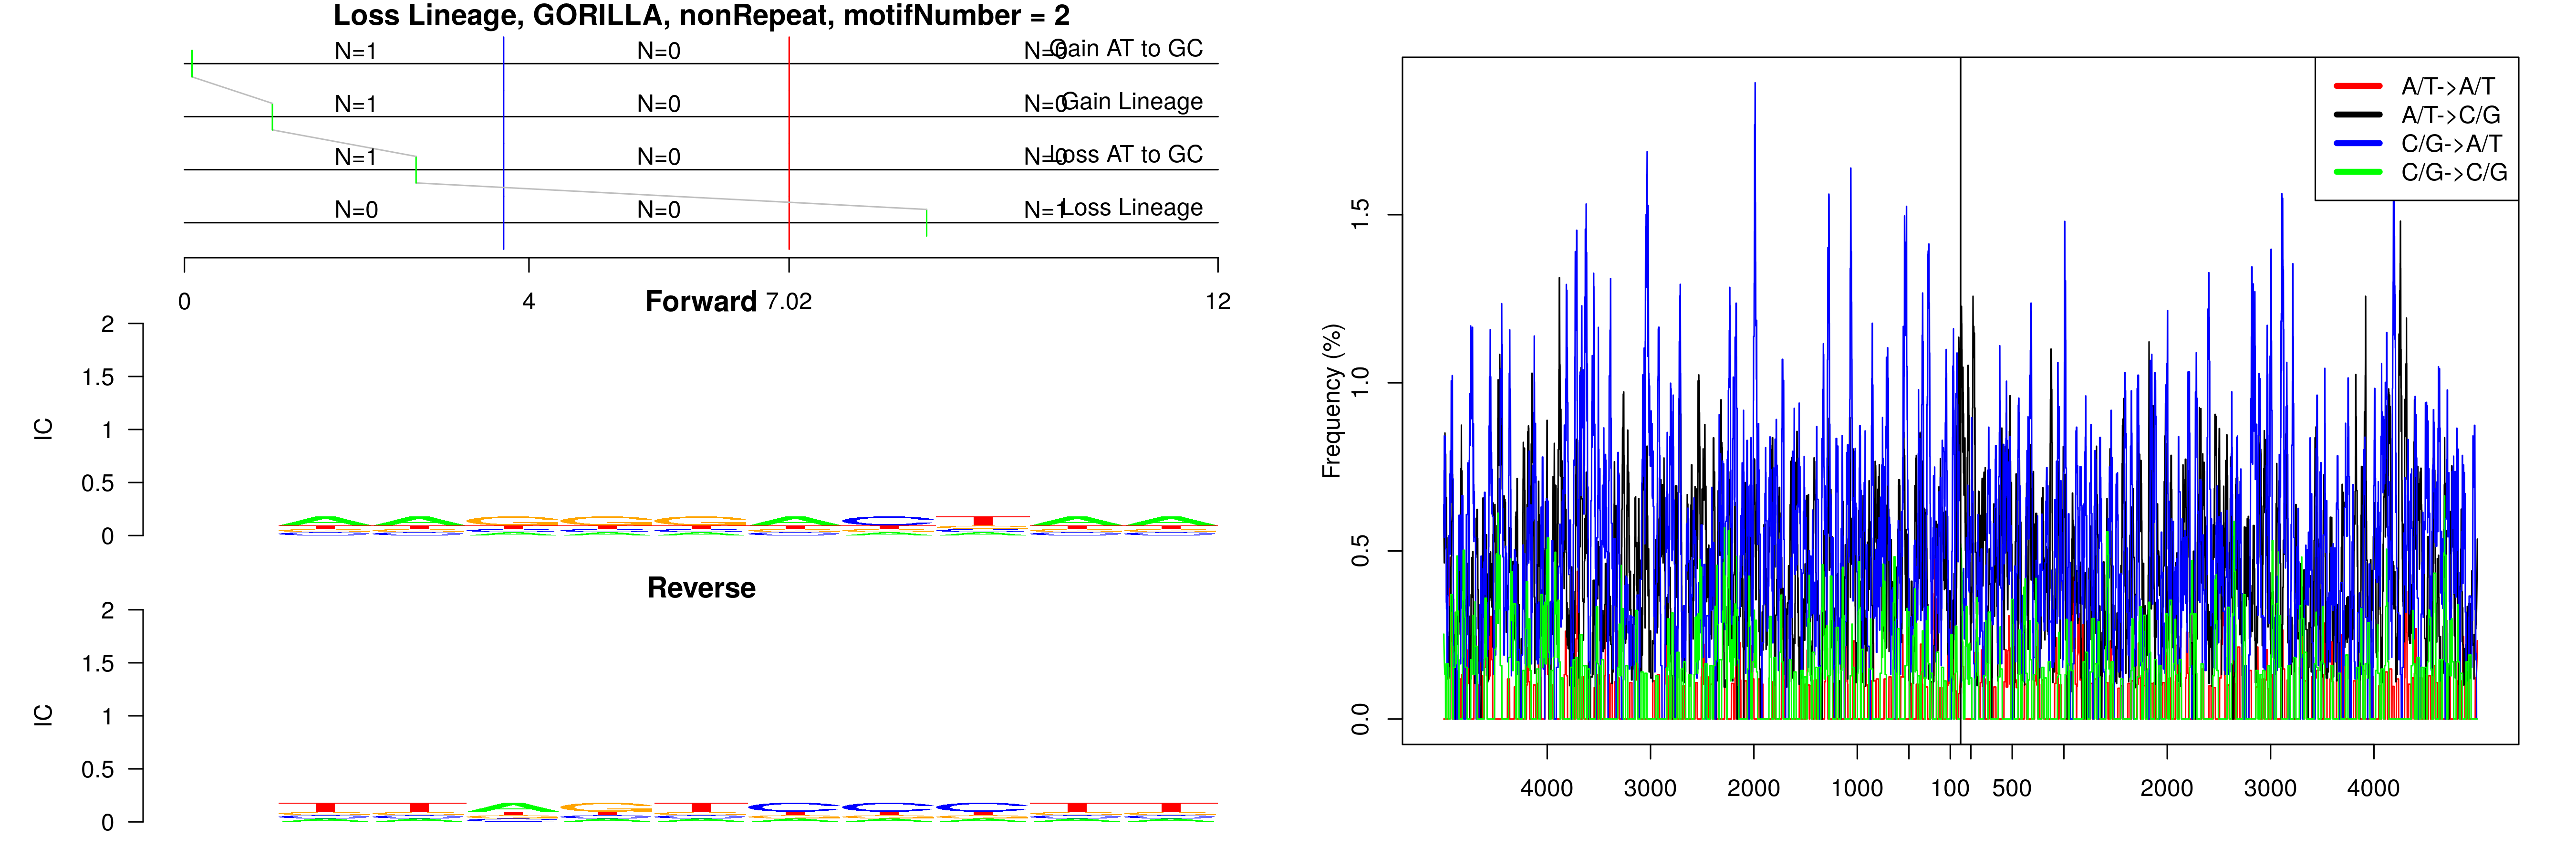 Loss Lineage, GORILLA, nonRepeat, motifNumber = 2
N=1 N=0 N=0 Gain AT to GC
N=1 N=0 N=0 Gain Lineage
N=1 N=0 N=0 Loss AT to GC
N=0 N=0 N=1 Loss Lineage
0 4 7.02 12
Forward
IC
2
1.5
1
0.5
0
A A G G G A C T A A
Reverse
IC
2
1.5
1
0.5
0
T T A G T C C C T T
Frequency (%)
1.5
1.0
0.5
0.0
A/T->A/T
A/T->C/G
C/G->A/T
C/G->C/G
4000 3000 2000 1000 100 500 2000 3000 4000